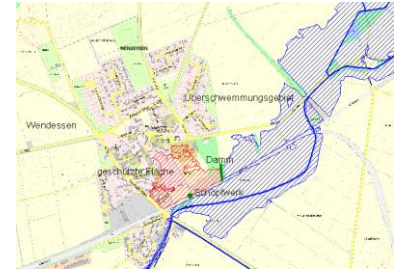 WENDESSEN
Überschwemmungsgebiet
Wendessen
Damm
geschützte Fläche
Schöpfwerk